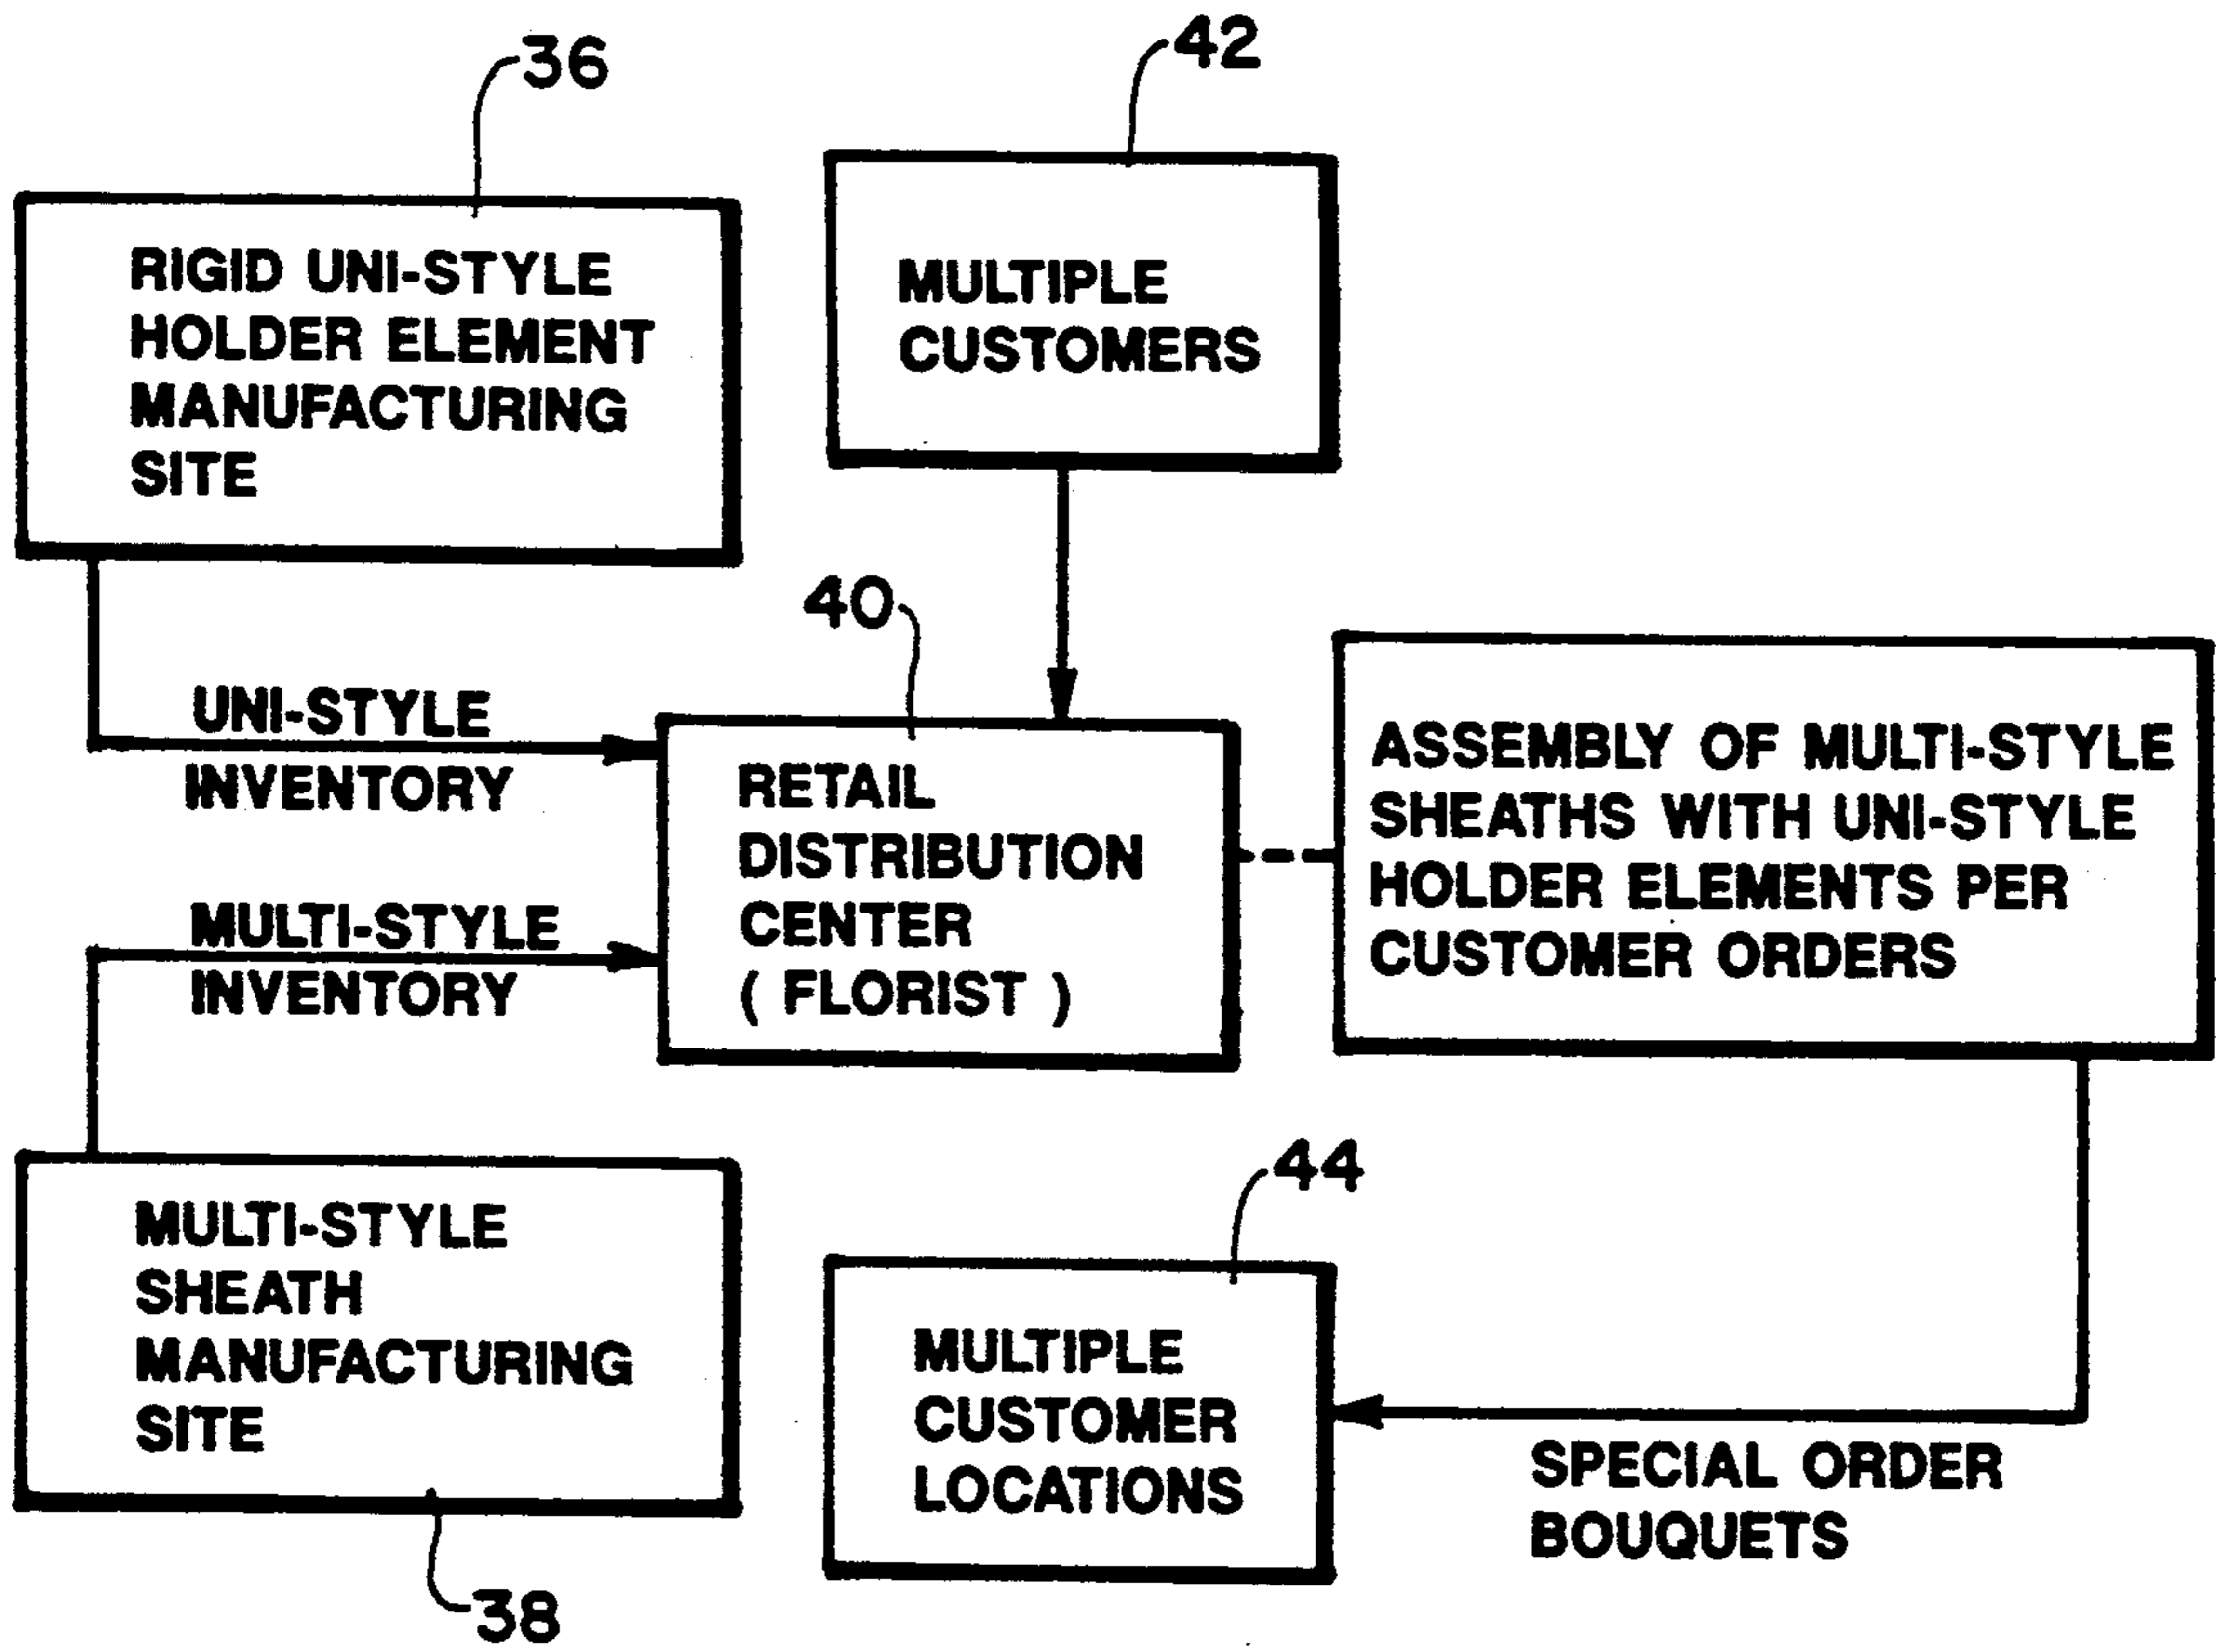 36
RIGID UNI-STYLE
HOLDER ELEMENT
MANUFACTURING
SITE
42
MULTIPLE
CUSTOMERS
UNI-STYLE
INVENTORY
MULTI-STYLE
INVENTORY
40
RETAIL
DISTRIBUTION
CENTER
( FLORIST )
ASSEMBLY OF MULTI-STYLE
SHEATHS WITH UNI-STYLE
HOLDER ELEMENTS PER
CUSTOMER ORDERS
MULTI-STYLE
SHEATH
MANUFACTURING
SITE
38
44
MULTIPLE
CUSTOMER
LOCATIONS
SPECIAL ORDER
BOUQUETS